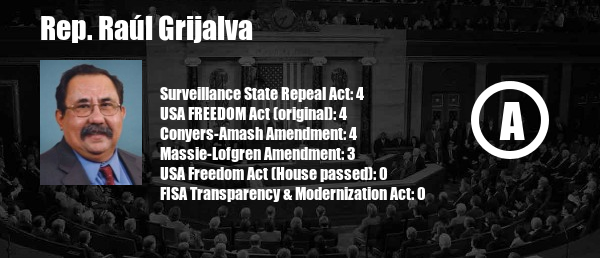 Rep. Raúl Grijalva
Surveillance State Repeal Act: 4
USA FREEDOM Act (original): 4
Conyers-Amash Amendment: 4
Massie-Lofgren Amendment: 3
USA Freedom Act (House passed): 0
FISA Transparency & Modernization Act: 0
A